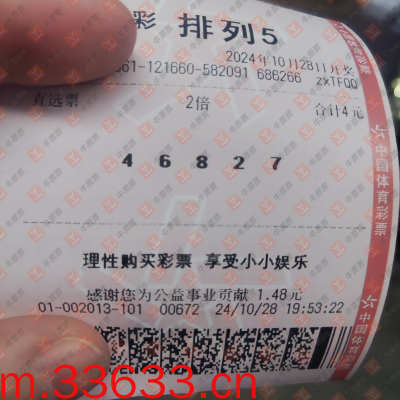 彩 排列5
2024年10月28日开奖
661-121660-582091 686266 zxTFQ0
直选票 2倍 合计4元
4 6 8 2 7
理性购买彩票 享受小小娱乐
感谢您为公益事业贡献 1.48元
01-002013-101 00672 24/10/28 19:53:22
中国体育彩票
中国体育彩票
m.33633.cn